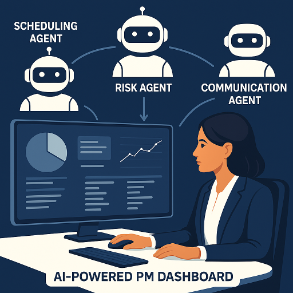 SCHEDULING
AGENT
RISK AGENT
COMMUNICATION
AGENT
AI-POWERED PM DASHBOARD